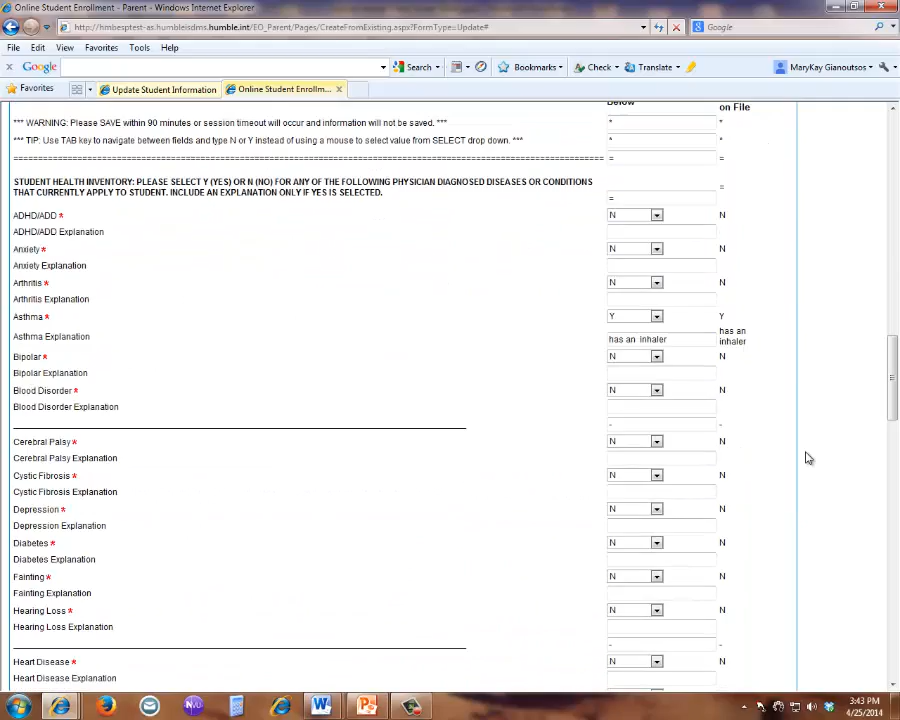 Online Student Enrollment - Parent - Windows Internet Explorer
http://hmbesptest-as.humbleisdms.humble.int/EO_Parent/Pages/CreateFromExisting.aspx?FormType=Update#
Google
File Edit View Favorites Tools Help
Google Search Bookmarks Check Translate MaryKay Gianoutsos
Favorites Update Student Information Online Student Enrollm...
Below on File
*** WARNING: Please SAVE within 90 minutes or session timeout will occur and information will not be saved. *** * *
*** TIP: Use TAB key to navigate between fields and type N or Y instead of using a mouse to select value from SELECT drop down. *** * *
= =
STUDENT HEALTH INVENTORY: PLEASE SELECT Y (YES) OR N (NO) FOR ANY OF THE FOLLOWING PHYSICIAN DIAGNOSED DISEASES OR CONDITIONS
THAT CURRENTLY APPLY TO STUDENT. INCLUDE AN EXPLANATION ONLY IF YES IS SELECTED. = =
ADHD/ADD * N N
ADHD/ADD Explanation
Anxiety * N N
Anxiety Explanation
Arthritis * N N
Arthritis Explanation
Asthma * Y Y
Asthma Explanation has an inhaler has an
inhaler
Bipolar * N N
Bipolar Explanation
Blood Disorder * N N
Blood Disorder Explanation
- -
Cerebral Palsy * N N
Cerebral Palsy Explanation
Cystic Fibrosis * N N
Cystic Fibrosis Explanation
Depression * N N
Depression Explanation
Diabetes * N N
Diabetes Explanation
Fainting * N N
Fainting Explanation
Hearing Loss * N N
Hearing Loss Explanation
- -
Heart Disease * N N
Heart Disease Explanation
3:43 PM
4/25/2014